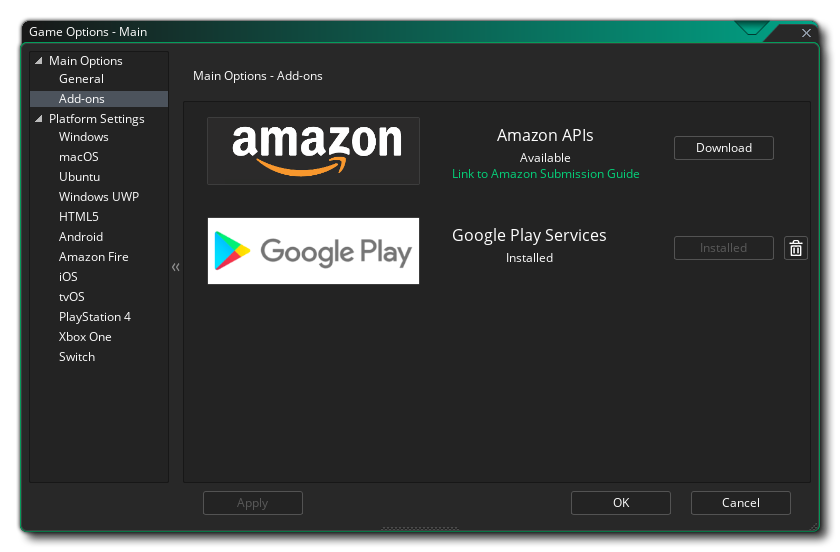 Game Options - Main
Main Options
General
Add-ons
Platform Settings
Windows
macOS
Ubuntu
Windows UWP
HTML5
Android
Amazon Fire
iOS
tvOS
PlayStation 4
Xbox One
Switch
Main Options - Add-ons
amazon
Amazon APIs
Available
Link to Amazon Submission Guide
Download
Google Play
Google Play Services
Installed
Installed
Apply
OK
Cancel